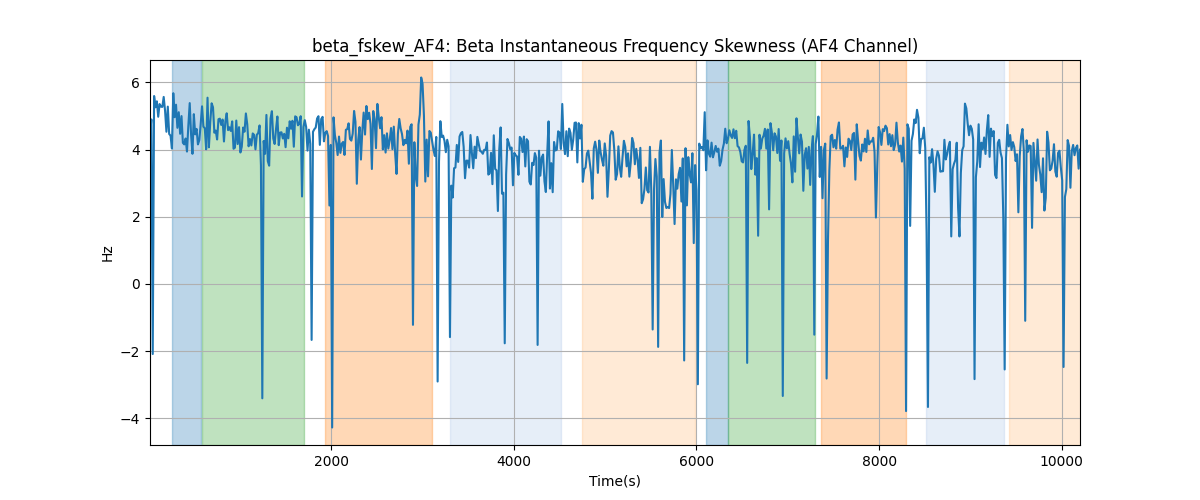 beta_fskew_AF4: Beta Instantaneous Frequency Skewness (AF4 Channel)
Hz
6
4
2
0
−2
−4
2000 4000 6000 8000 10000
Time(s)